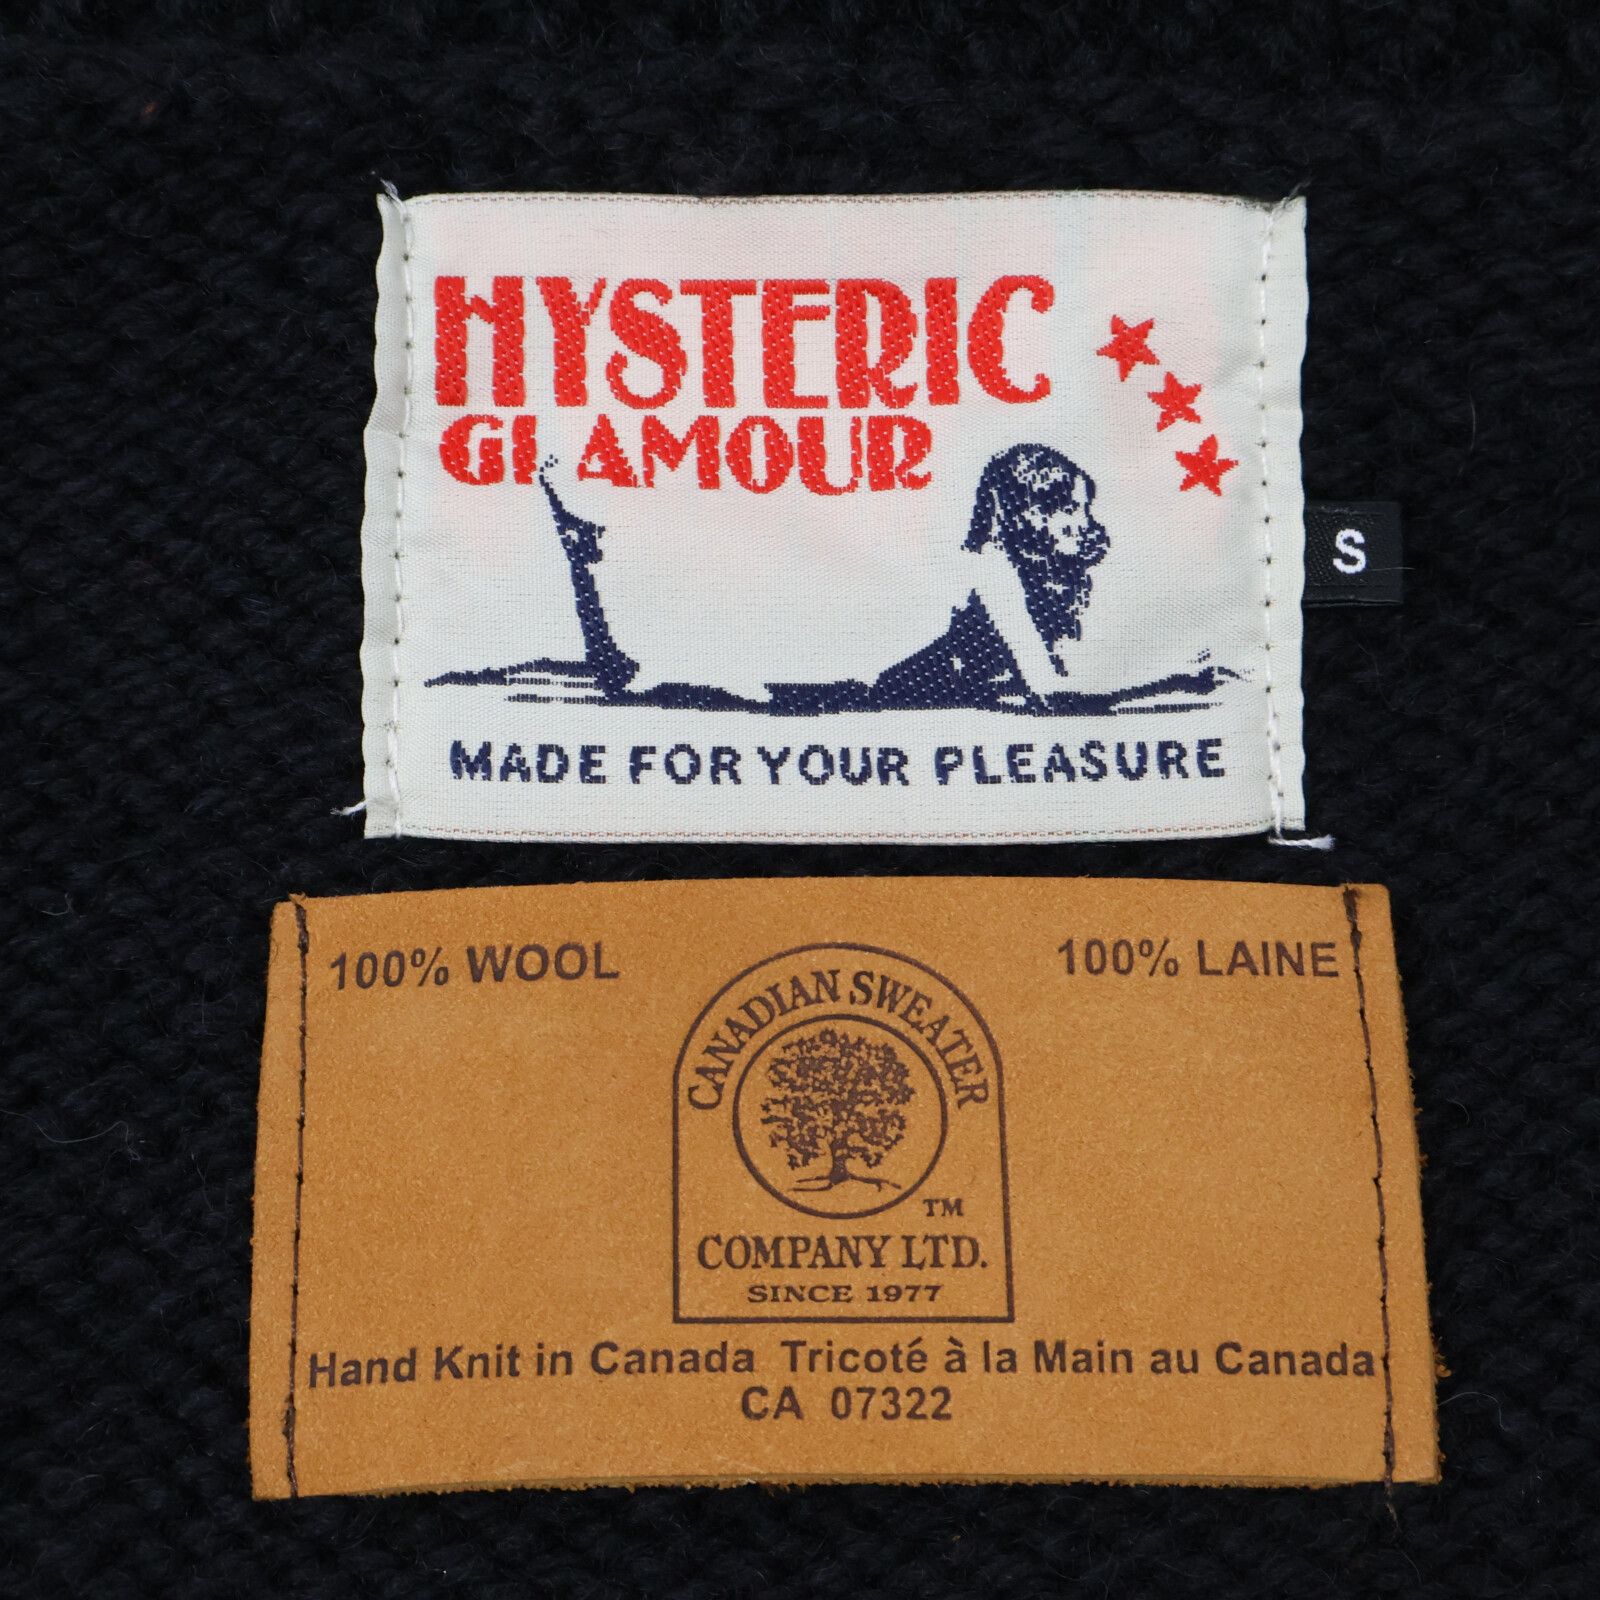 HYSTERIC
GLAMOUR
S
MADE FOR YOUR PLEASURE
100% WOOL
100% LAINE
CANADIAN SWEATER
TM
COMPANY LTD.
SINCE 1977
Hand Knit in Canada Tricoté à la Main au Canada
CA 07322